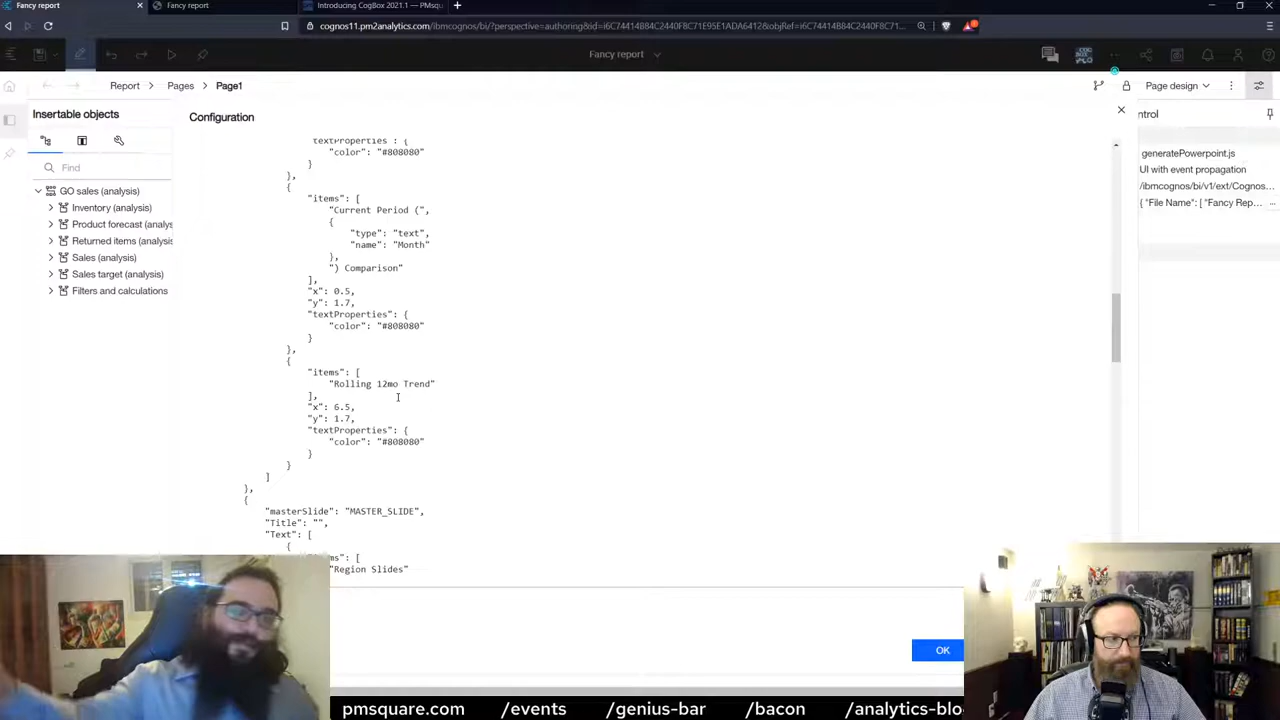 Fancy report
Fancy report
Introducing CogBox 2021.1 – PMsqu
cognos11.pm2analytics.com/ibmcognos/bi/?perspective=authoring&id=i6C74414B84C2440F8C71E95E1ADA6412&objRef=i6C74414B84C2440F8C71E95E1ADA6412&...
Fancy report
Report > Pages > Page1
Page design
Insertable objects
Configuration
ntrol
Find
GO sales (analysis)
Inventory (analysis)
Product forecast (analys
Returned items (analysis
Sales (analysis)
Sales target (analysis)
Filters and calculations
generatePowerpoint.js
UI with event propagation
/ibmcognos/bi/v1/ext/Cognos...
{ "File Name": [ "Fancy Rep...
textProperties : {
"color": "#808080"
}
},
{
"items": [
"Current Period (",
{
"type": "text",
"name": "Month"
},
") Comparison"
],
"x": 0.5,
"y": 1.7,
"textProperties": {
"color": "#808080"
}
},
{
"items": [
"Rolling 12mo Trend"
],
"x": 6.5,
"y": 1.7,
"textProperties": {
"color": "#808080"
}
}
]
},
{
"masterSlide": "MASTER_SLIDE",
"Title": "",
"Text": [
{
ms": [
"Region Slides"
OK
pmsquare.com /events /genius-bar /bacon /analytics-blo